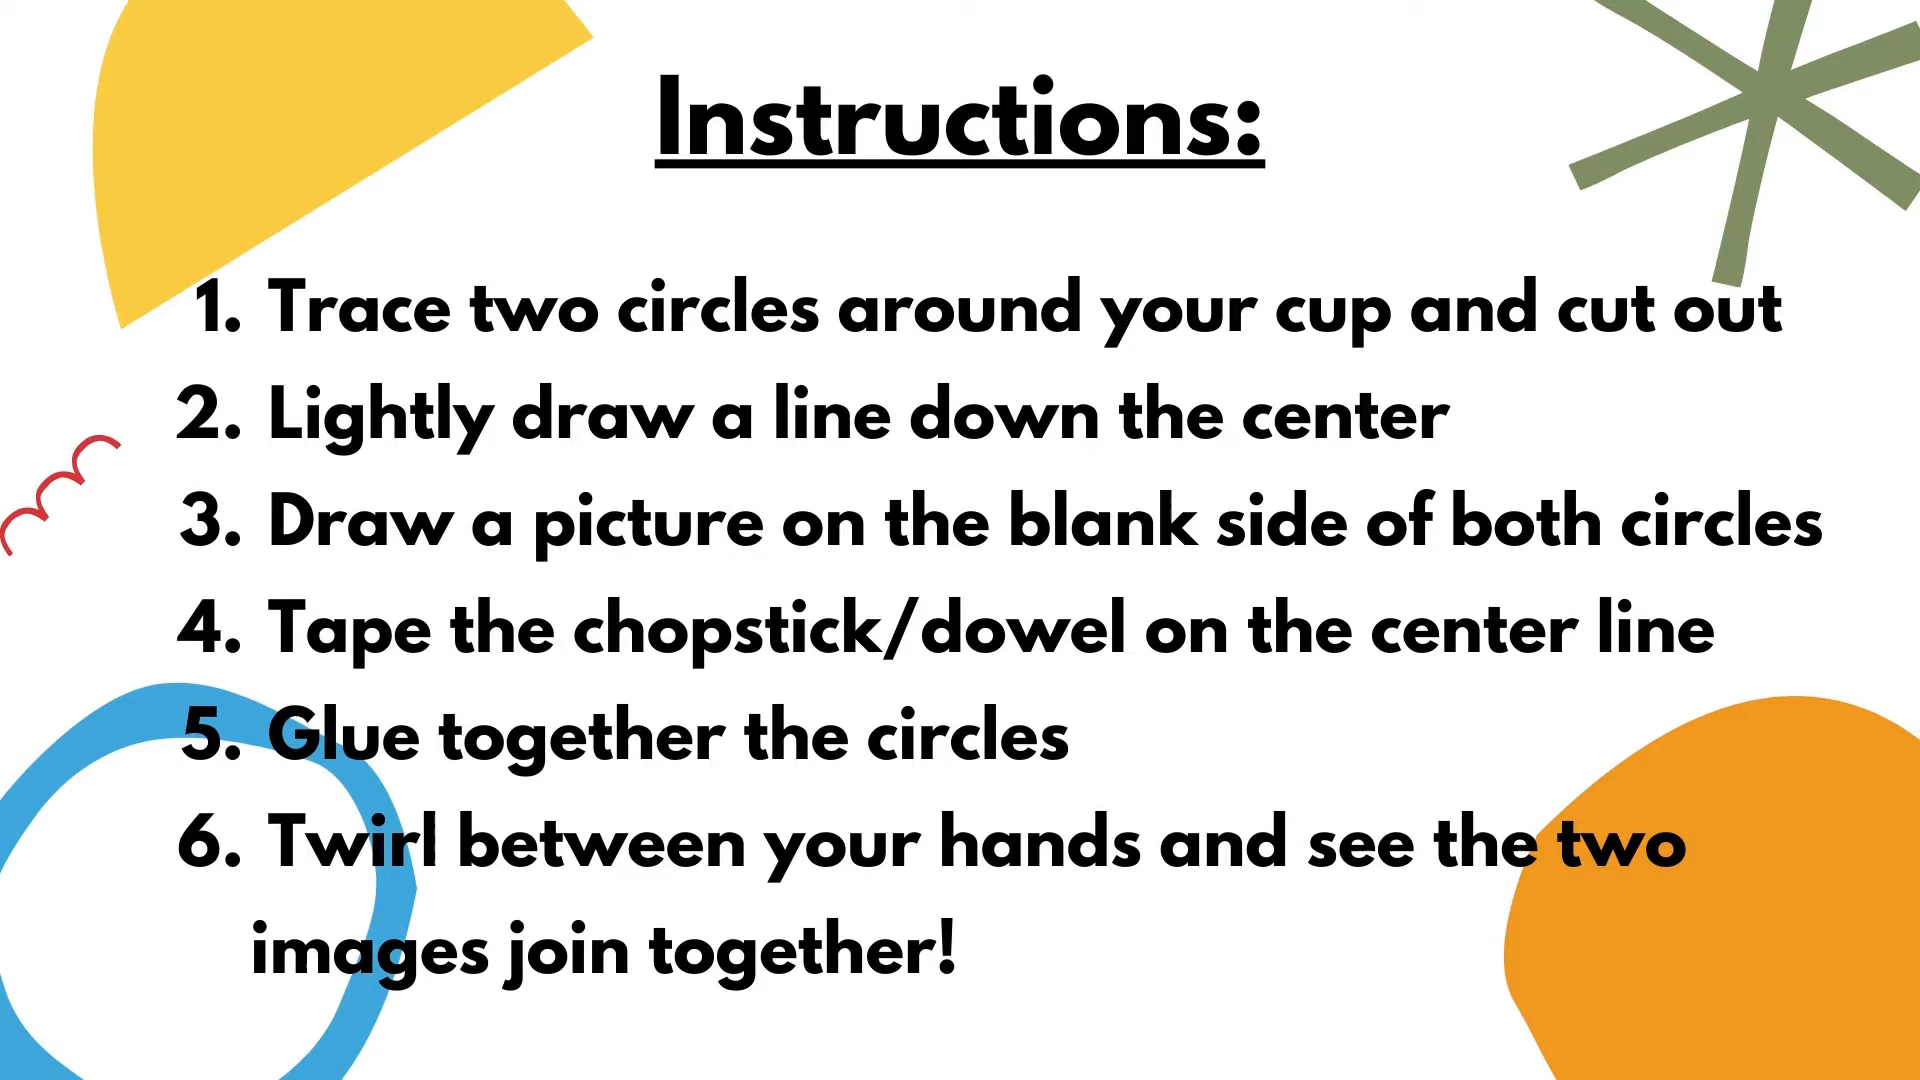 Instructions:
1. Trace two circles around your cup and cut out
2. Lightly draw a line down the center
3. Draw a picture on the blank side of both circles
4. Tape the chopstick/dowel on the center line
5. Glue together the circles
6. Twirl between your hands and see the two
images join together!